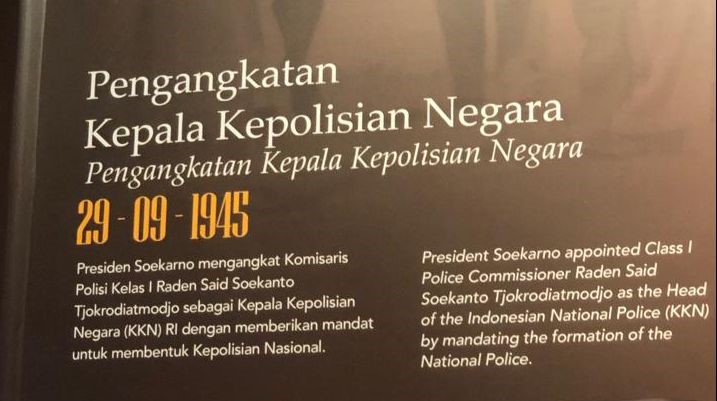 Pengangkatan
Kepala Kepolisian Negara
Pengangkatan Kepala Kepolisian Negara
29 - 09 - 1945
Presiden Soekarno mengangkat Komisaris
Polisi Kelas I Raden Said Soekanto
Tjokrodiatmodjo sebagai Kepala Kepolisian
Negara (KKN) RI dengan memberikan mandat
untuk membentuk Kepolisian Nasional.
President Soekarno appointed Class I
Police Commissioner Raden Said
Soekanto Tjokrodiatmodjo as the Head
of the Indonesian National Police (KKN)
by mandating the formation of the
National Police.